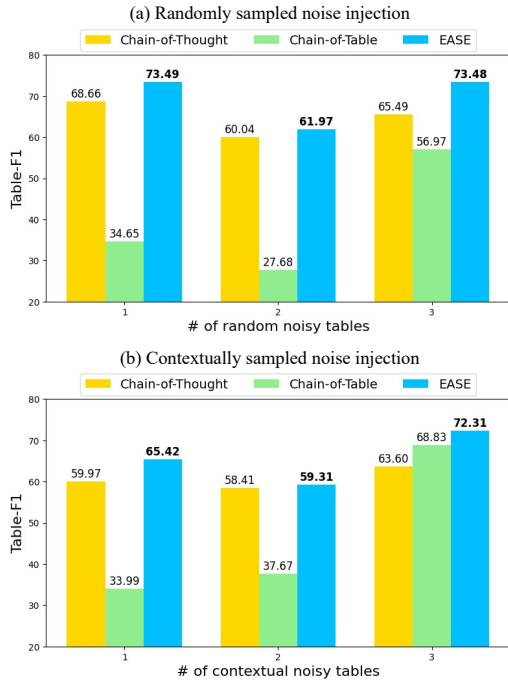 (a) Randomly sampled noise injection
Chain-of-Thought Chain-of-Table EASE
80
70
60
50
40
30
20
Table-F1
68.66 34.65 73.49
60.04 27.68 61.97
65.49 56.97 73.48
1 2 3
# of random noisy tables
(b) Contextually sampled noise injection
Chain-of-Thought Chain-of-Table EASE
80
70
60
50
40
30
20
Table-F1
59.97 33.99 65.42
58.41 37.67 59.31
63.60 68.83 72.31
1 2 3
# of contextual noisy tables